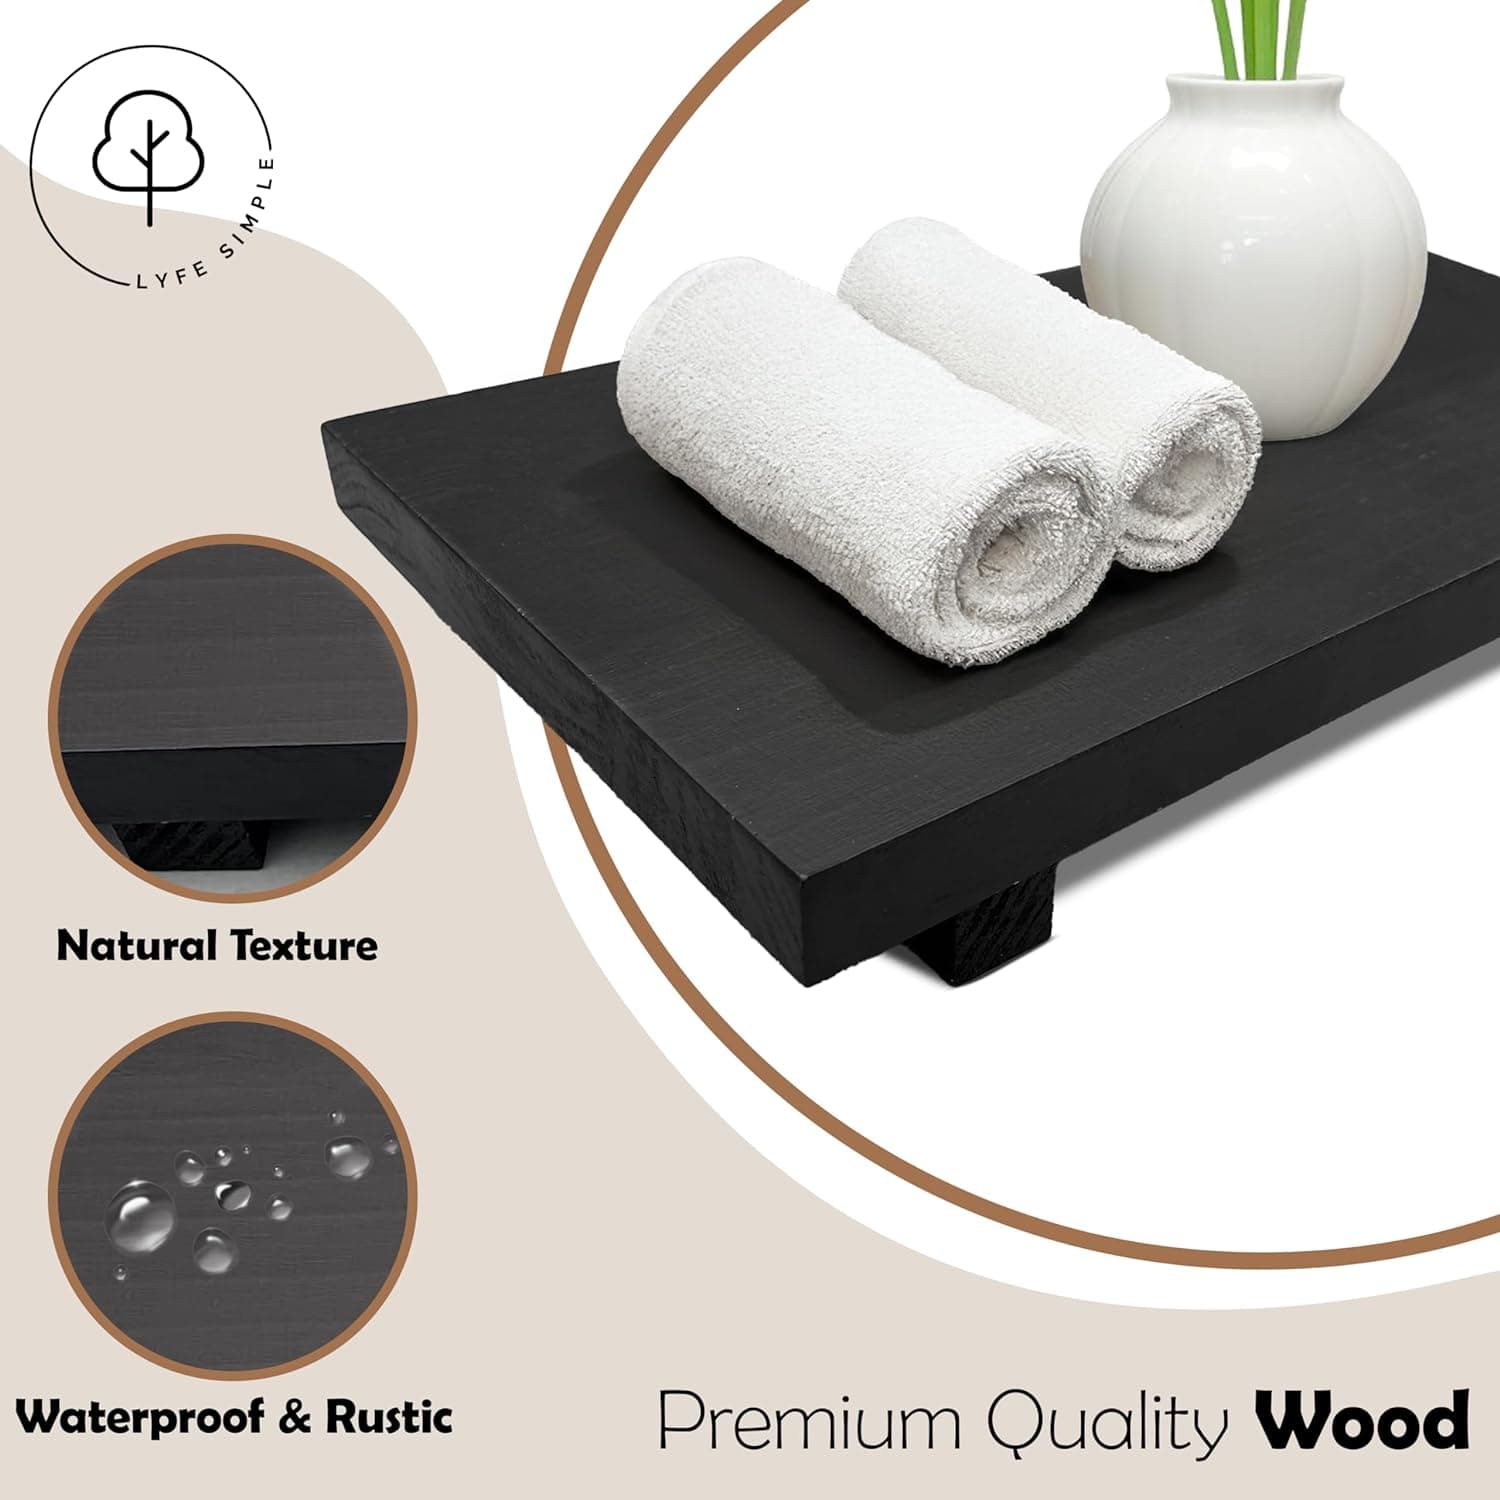 LYFE SIMPLE
Natural Texture
Waterproof & Rustic
Premium Quality Wood